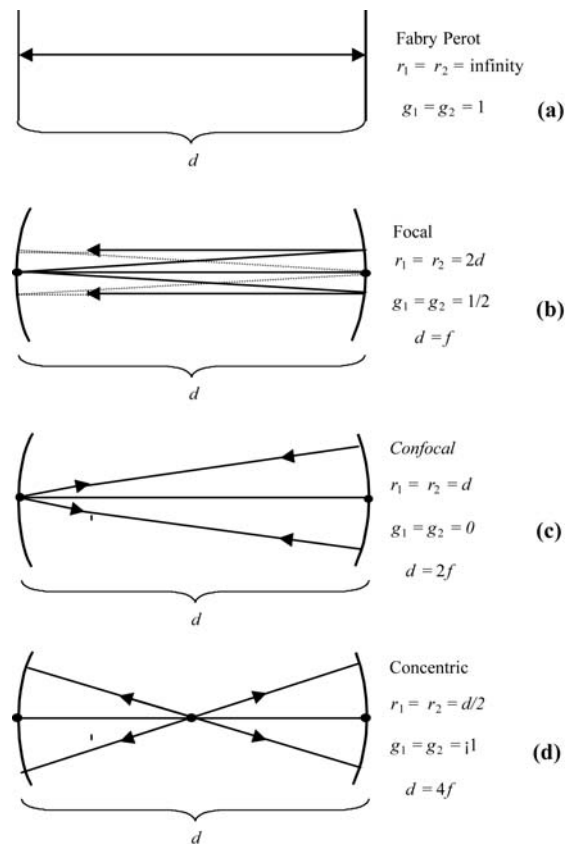 Fabry Perot
r₁ = r₂ = infinity
g₁ = g₂ = 1
(a)
d
Focal
r₁ = r₂ = 2d
g₁ = g₂ = 1/2
(b)
d = f
d
Confocal
r₁ = r₂ = d
g₁ = g₂ = 0
(c)
d = 2f
d
Concentric
r₁ = r₂ = d/2
g₁ = g₂ = ¡1
(d)
d = 4f
d